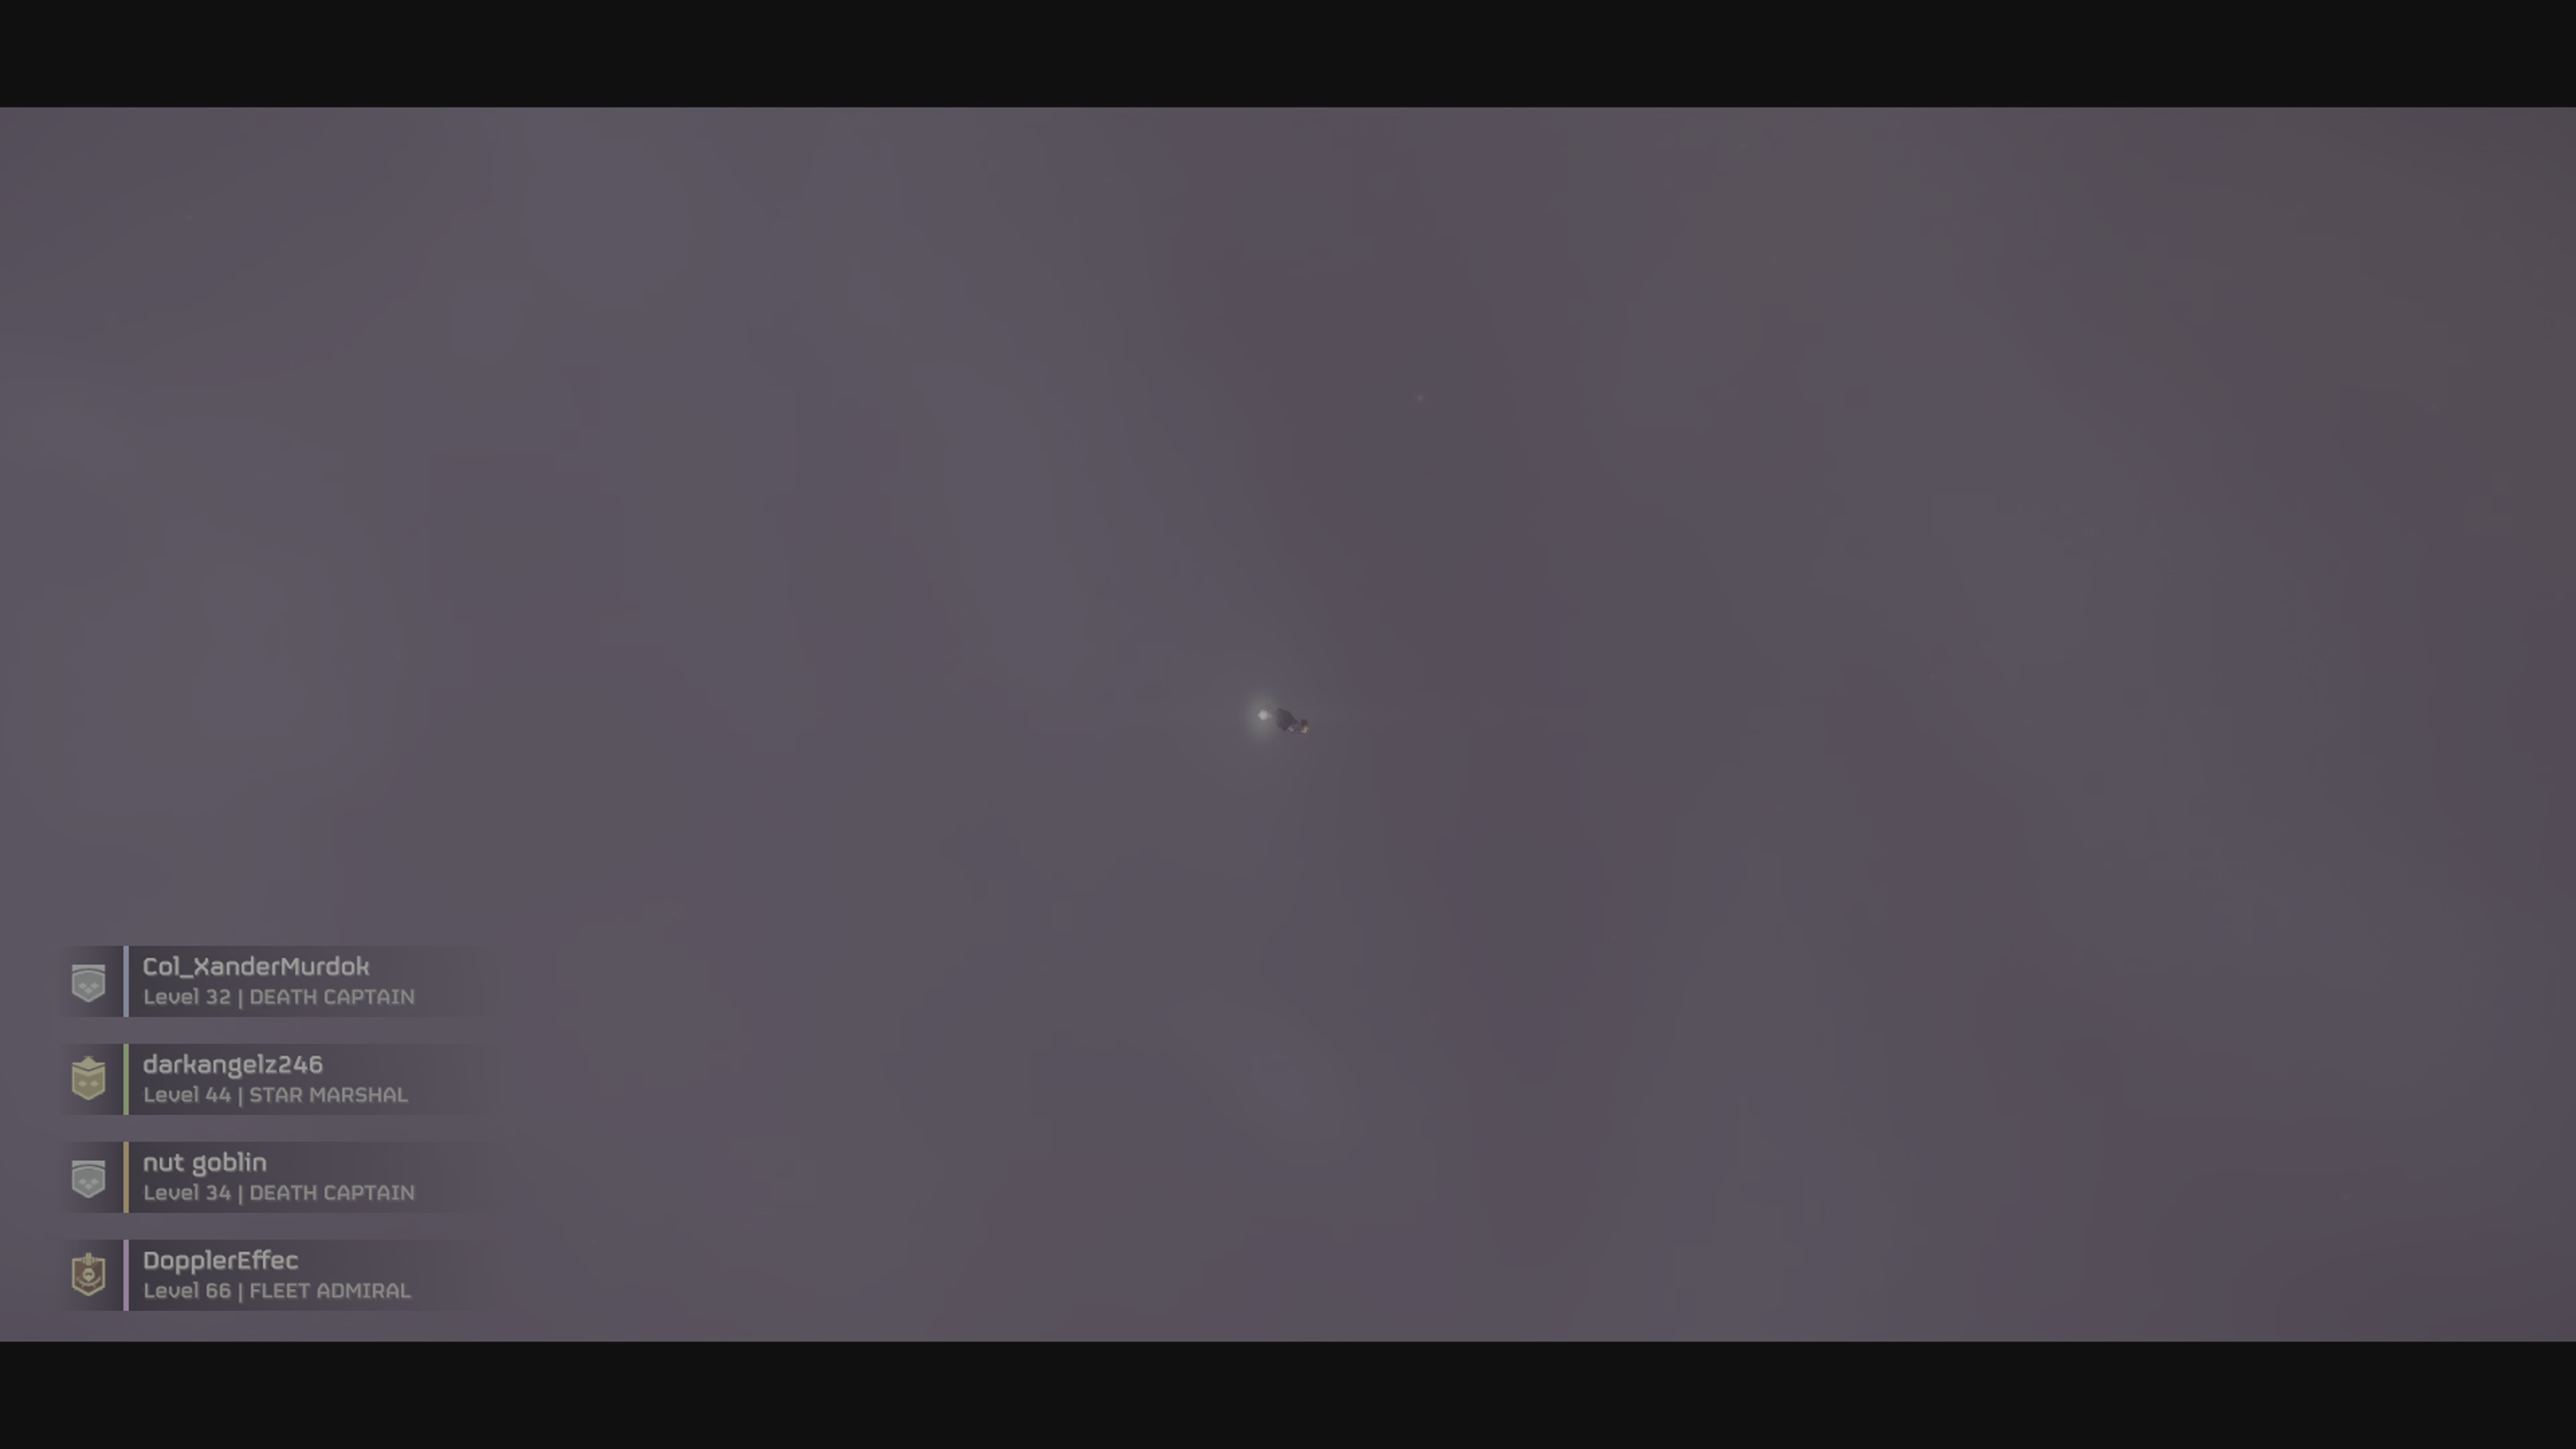 Col_XanderMurdok
Level 32 | DEATH CAPTAIN
darkangelz246
Level 44 | STAR MARSHAL
nut goblin
Level 34 | DEATH CAPTAIN
DopplerEffec
Level 66 | FLEET ADMIRAL